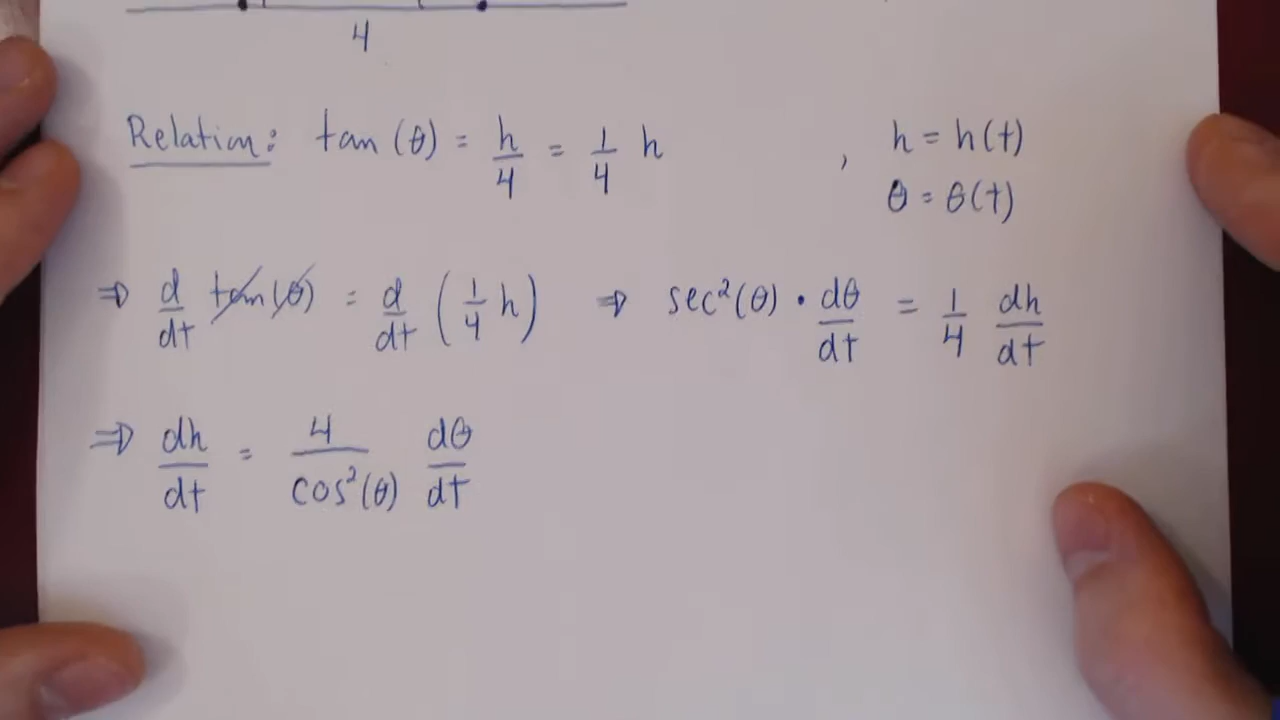 4
Relation: tan(θ) = h/4 = 1/4 h , h = h(t)
θ = θ(t)
⇒ d/dt tan(θ) = d/dt (1/4 h) ⇒ sec²(θ) · dθ/dt = 1/4 dh/dt
⇒ dh/dt = 4/cos²(θ) dθ/dt